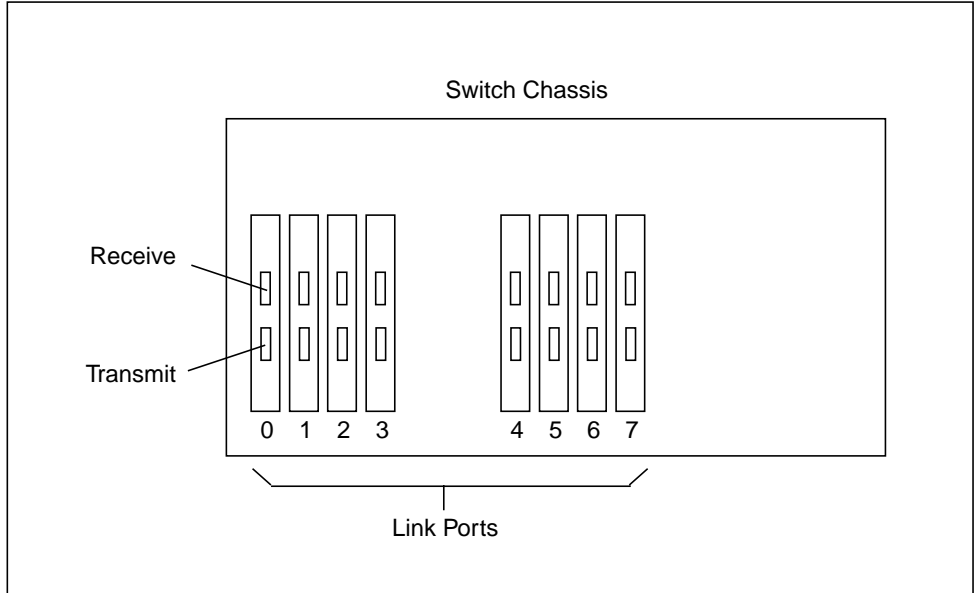 Switch Chassis
Receive
Transmit
0 1 2 3 4 5 6 7
Link Ports